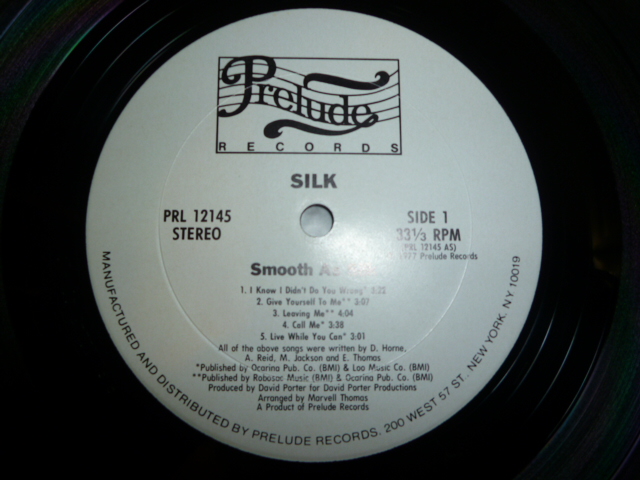 Prelude
RECORDS
SILK
PRL 12145
STEREO
SIDE 1
33⅓ RPM
(PRL 12145 AS)
1977 Prelude Records
Smooth As
1. I Know I Didn't Do You Wrong* 5:22
2. Give Yourself To Me** 3:07
3. Leaving Me** 4:04
4. Call Me* 3:38
5. Live While You Can* 3:01
All of the above songs were written by D. Horne,
A. Reid, M. Jackson and E. Thomas
*Published by Ocarina Pub. Co. (BMI) & Loo Music Co. (BMI)
**Published by Robosac Music (BMI) & Ocarina Pub. Co. (BMI)
Produced by David Porter for David Porter Productions
Arranged by Marvell Thomas
A Product of Prelude Records
MANUFACTURED AND DISTRIBUTED BY PRELUDE RECORDS, 200 WEST 57 ST., NEW YORK, NY 10019